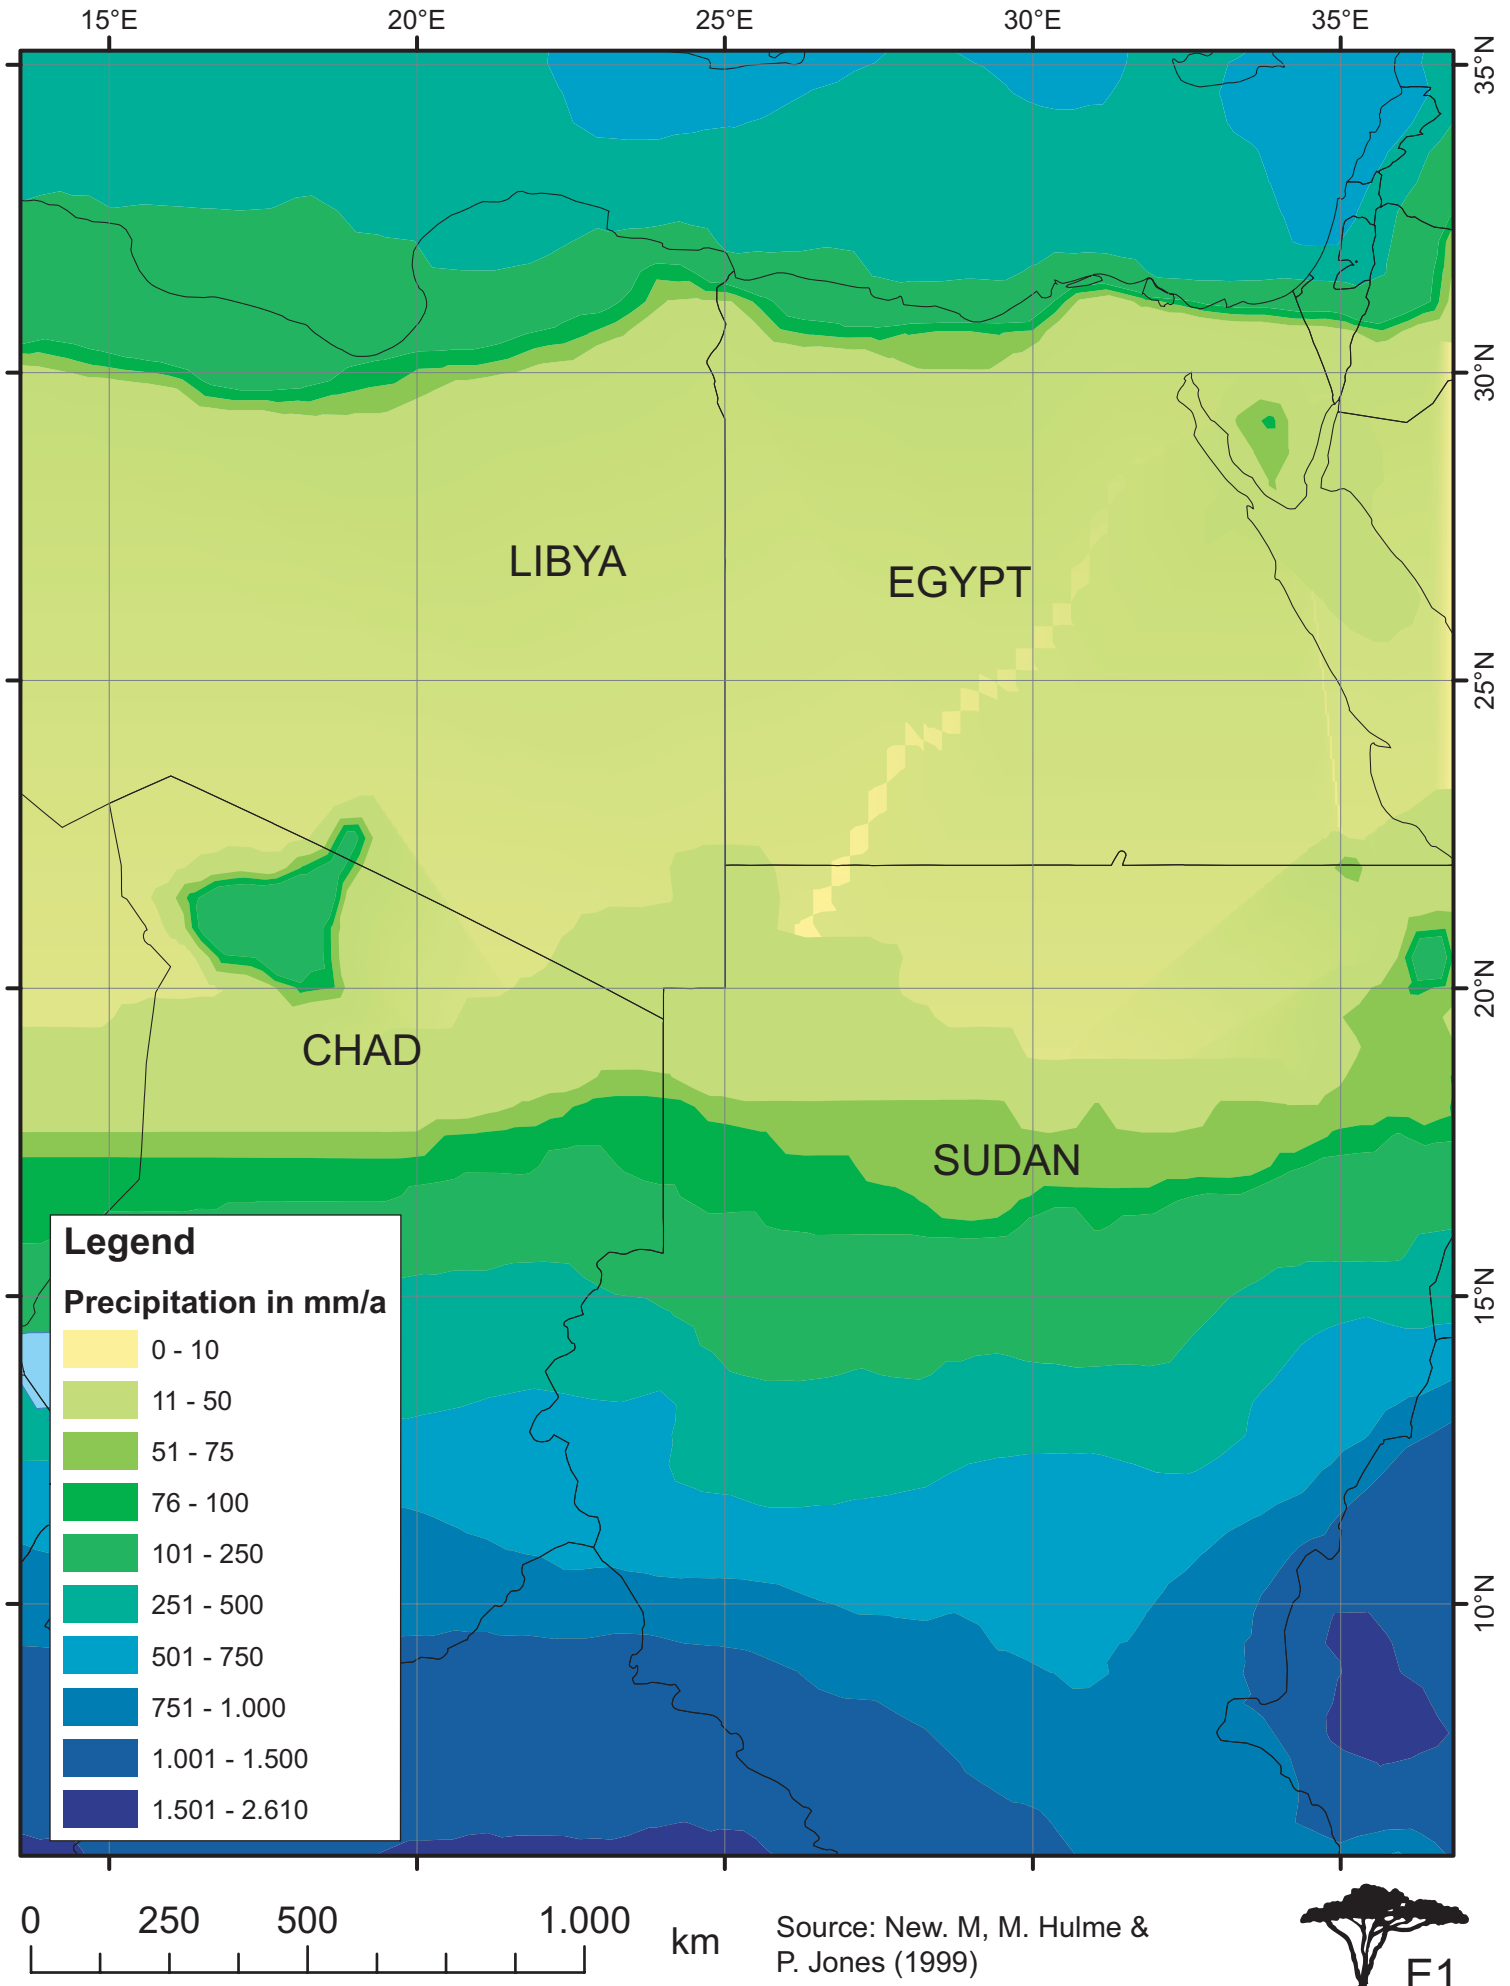 15°E 20°E 25°E 30°E 35°E
35°N
30°N
LIBYA
EGYPT
25°N
20°N
CHAD
SUDAN
15°N
10°N
Legend
Precipitation in mm/a
0 - 10
11 - 50
51 - 75
76 - 100
101 - 250
251 - 500
501 - 750
751 - 1.000
1.001 - 1.500
1.501 - 2.610
0 250 500 1.000 km
Source: New. M, M. Hulme &
P. Jones (1999)